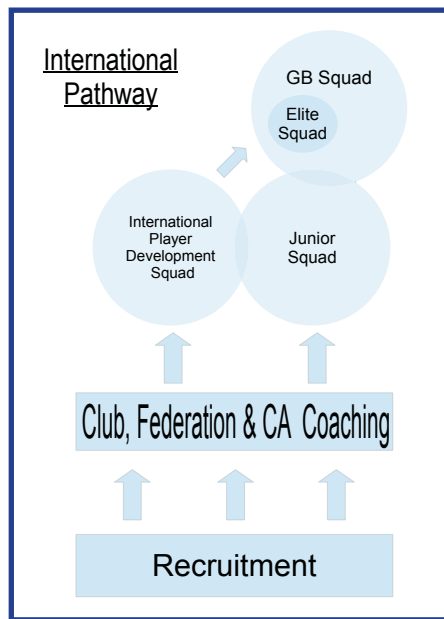 International
Pathway
GB Squad
Elite
Squad
International
Player
Development
Squad
Junior
Squad
Club, Federation & CA Coaching
Recruitment